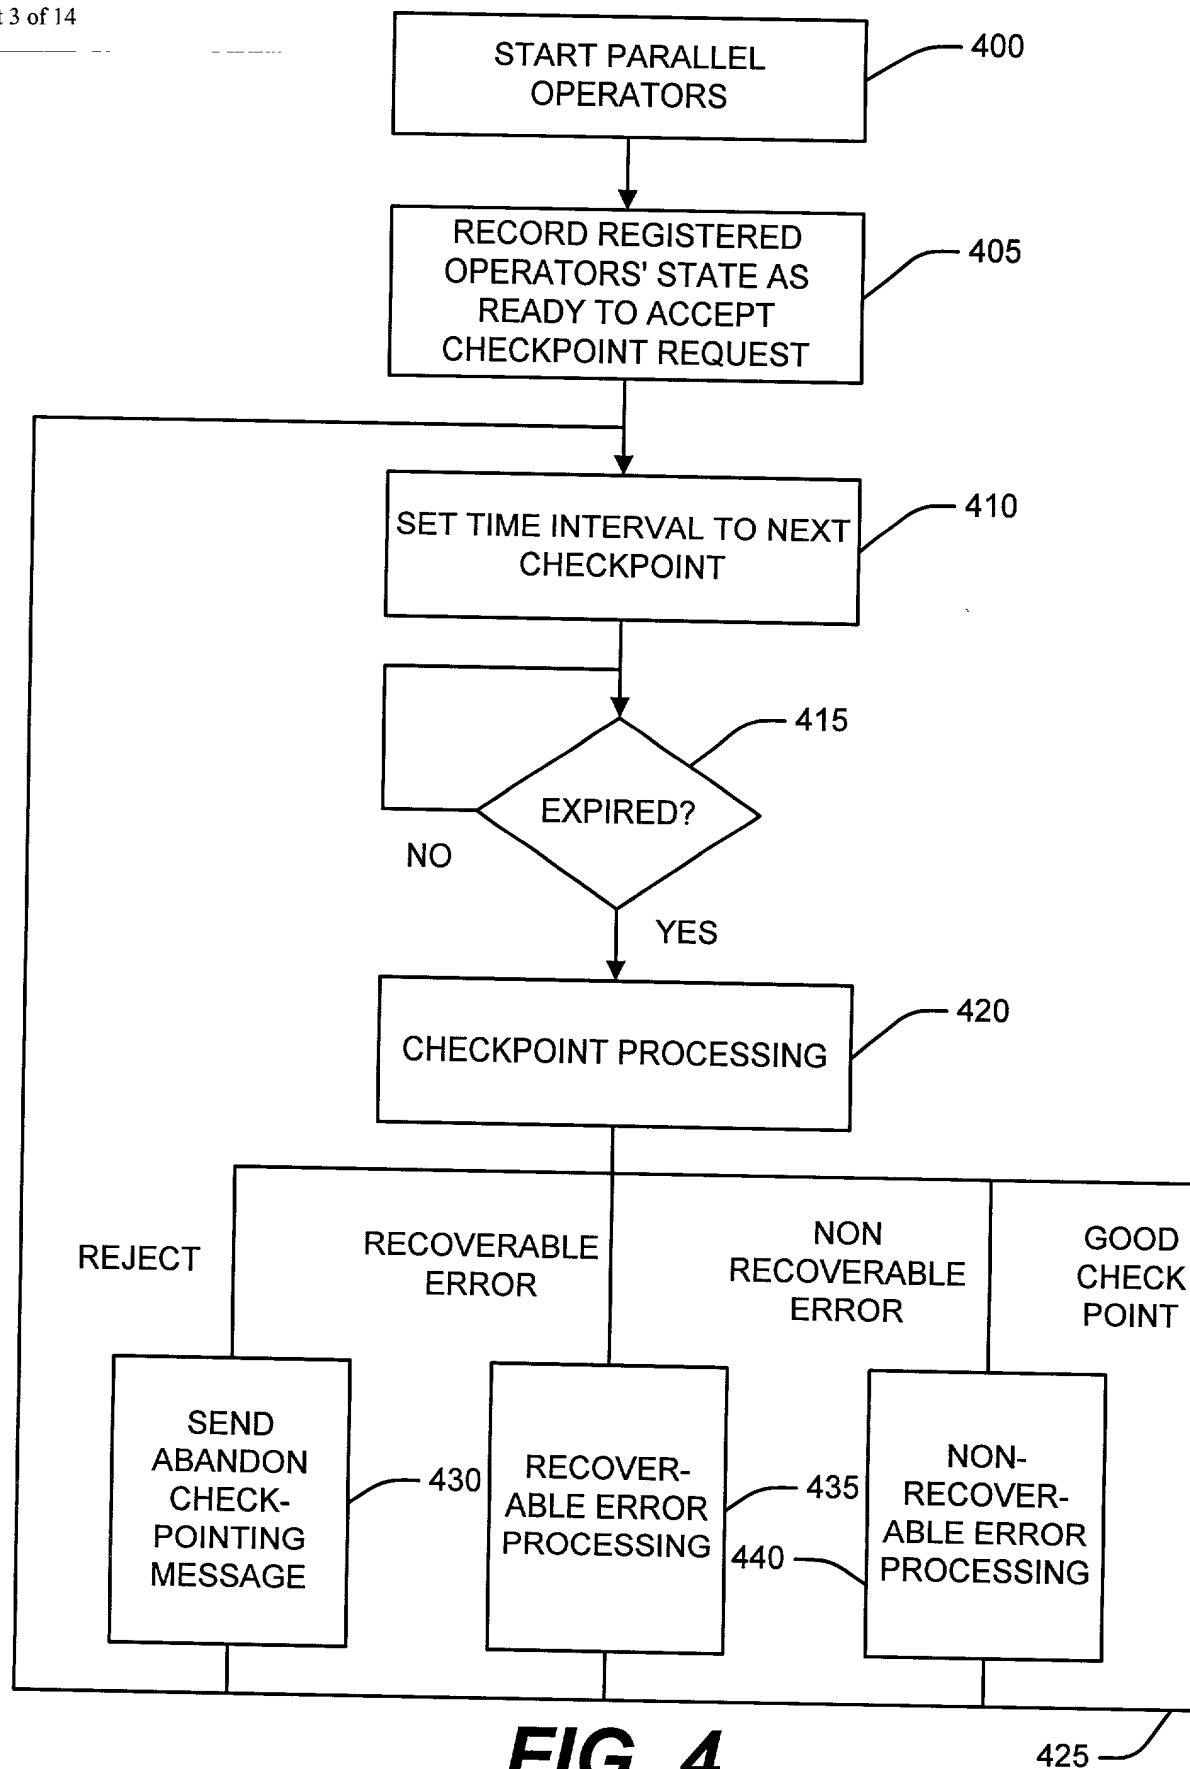 t 3 of 14
START PARALLEL
OPERATORS
400
RECORD REGISTERED
OPERATORS' STATE AS
READY TO ACCEPT
CHECKPOINT REQUEST
405
SET TIME INTERVAL TO NEXT
CHECKPOINT
410
EXPIRED?
415
NO
YES
CHECKPOINT PROCESSING
420
REJECT
RECOVERABLE
ERROR
NON
RECOVERABLE
ERROR
GOOD
CHECK
POINT
SEND
ABANDON
CHECK-
POINTING
MESSAGE
430
RECOVER-
ABLE ERROR
PROCESSING
435
440
NON-
RECOVER-
ABLE ERROR
PROCESSING
FIG. 4
425